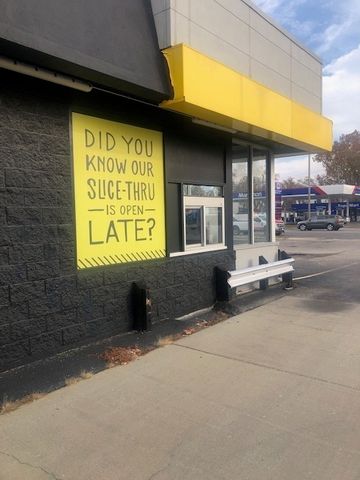 DID YOU
KNOW OUR
SLICE-THRU
IS OPEN
LATE?